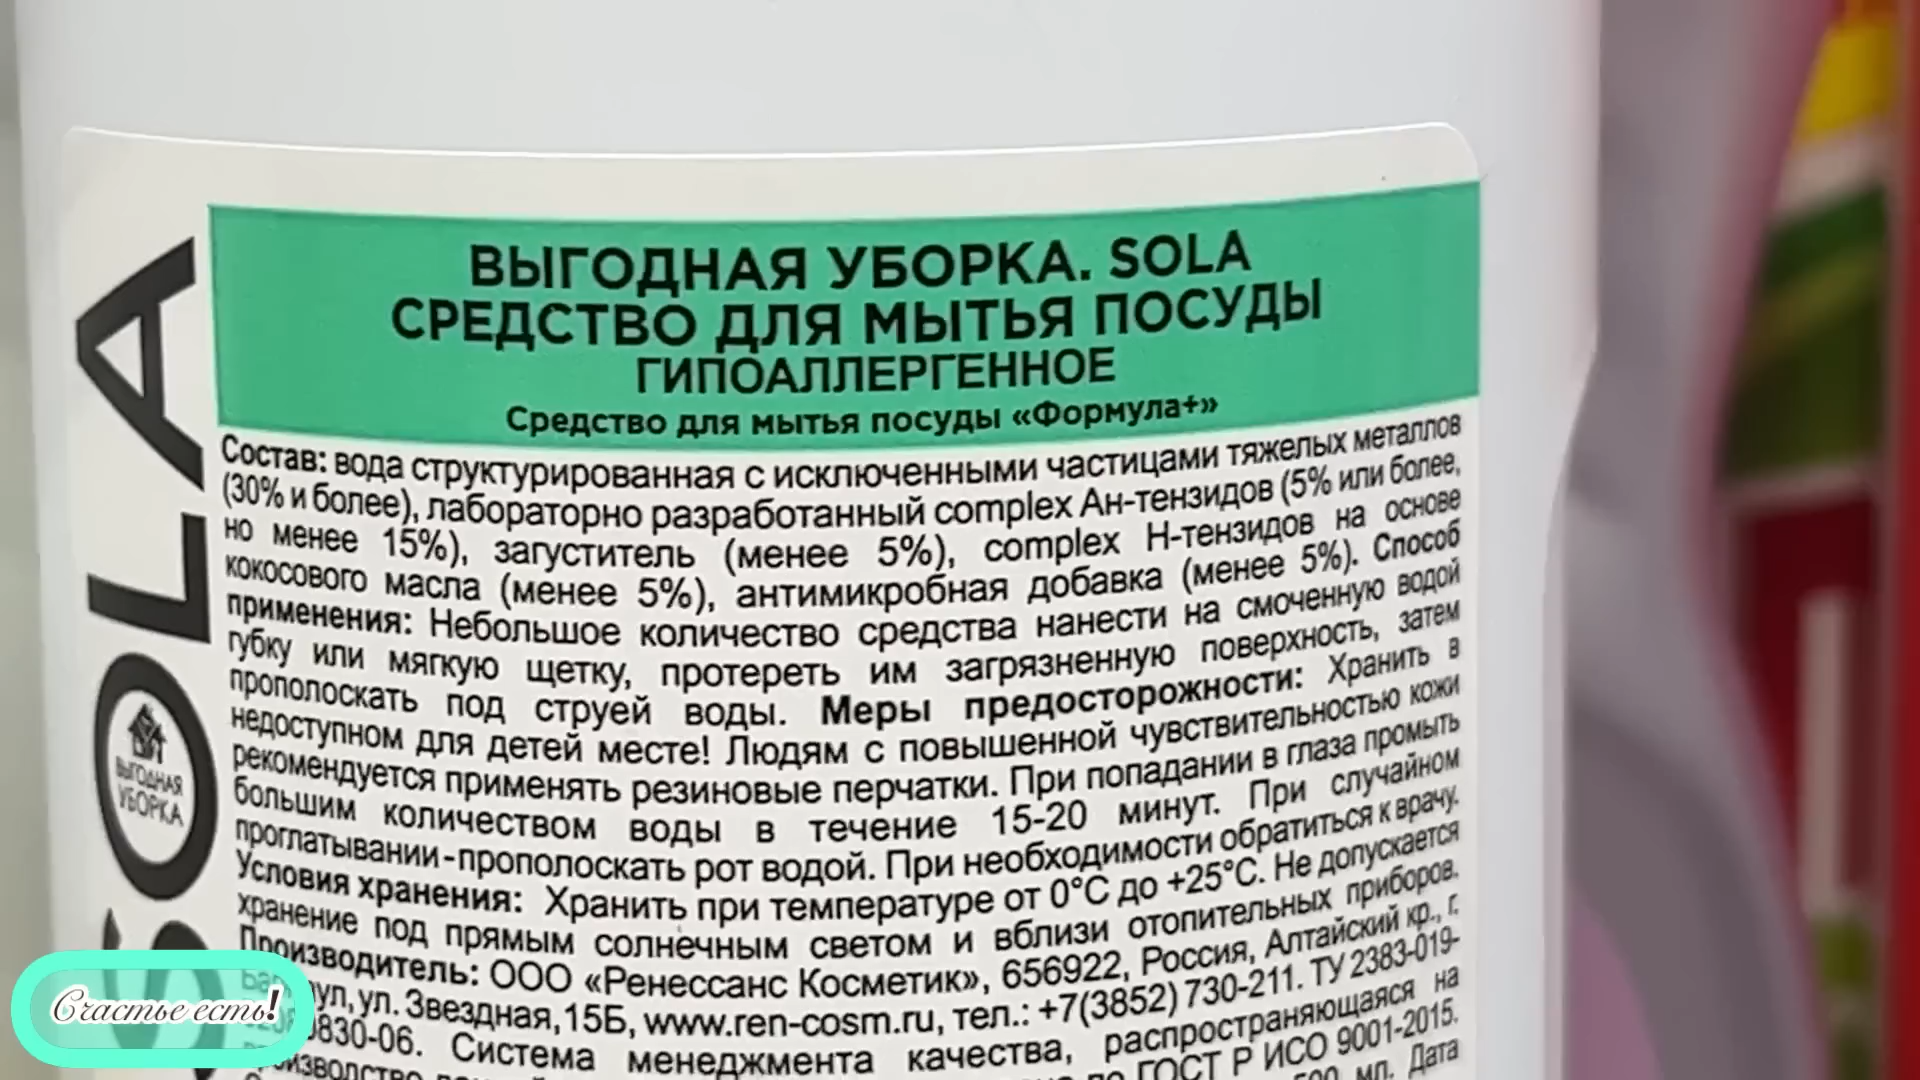 ВЫГОДНАЯ УБОРКА. SOLA
СРЕДСТВО ДЛЯ МЫТЬЯ ПОСУДЫ
ГИПОАЛЛЕРГЕННОЕ
Средство для мытья посуды «Формула+»
Состав: вода структурированная с исключенными частицами тяжелых металлов
(30% и более), лабораторно разработанный complex Ан-тензидов (5% или более,
но менее 15%), загуститель (менее 5%), complex Н-тензидов на основе
кокосового масла (менее 5%), антимикробная добавка (менее 5%). Способ
применения: Небольшое количество средства нанести на смоченную водой
губку или мягкую щетку, протереть им загрязненную поверхность, затем
прополоскать под струей воды. Меры предосторожности: Хранить в
недоступном для детей месте! Людям с повышенной чувствительностью кожи
рекомендуется применять резиновые перчатки. При попадании в глаза промыть
большим количеством воды в течение 15-20 минут. При случайном
проглатывании-прополоскать рот водой. При необходимости обратиться к врачу.
Условия хранения: Хранить при температуре от 0°С до +25°С. Не допускается
хранение под прямым солнечным светом и вблизи отопительных приборов.
Производитель: ООО «Ренессанс Косметик», 656922, Россия, Алтайский кр., г.
ул, ул. Звездная,15Б, www.ren-cosm.ru, тел.: +7(3852) 730-211. ТУ 2383-019-
0830-06. Система менеджмента качества, распространяющаяся на
по ГОСТ Р ИСО 9001-2015.
мл. Дата
SOLA
ВЫГОДНАЯ
УБОРКА
Счастье есть!